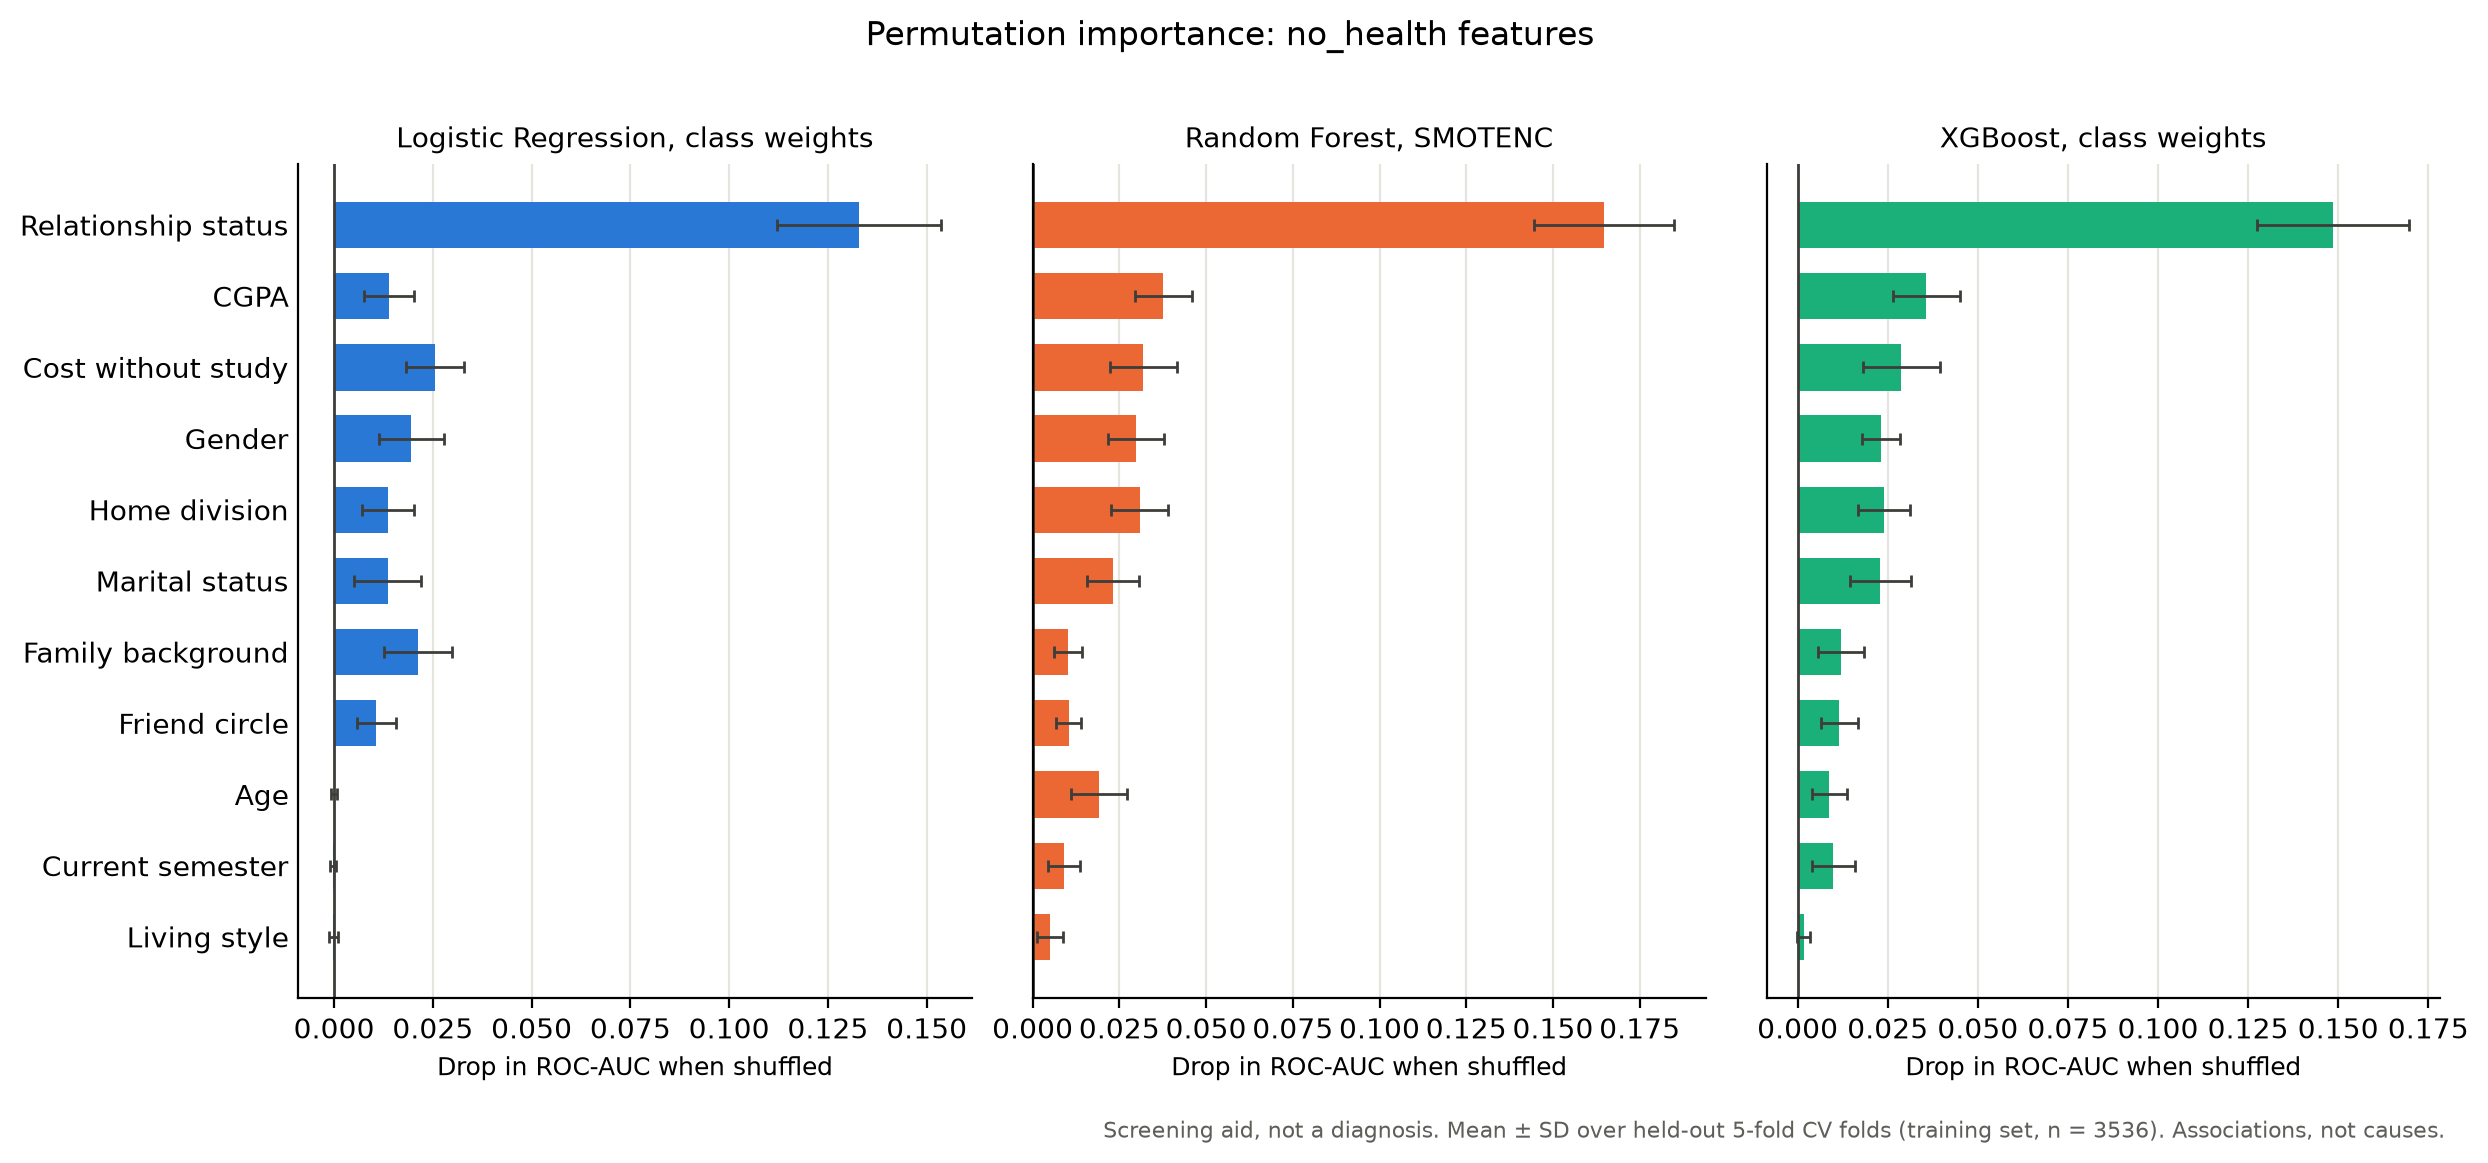 Permutation importance: no_health features
Logistic Regression, class weights
Random Forest, SMOTENC
XGBoost, class weights
Relationship status
CGPA
Cost without study
Gender
Home division
Marital status
Family background
Friend circle
Age
Current semester
Living style
0.000 0.025 0.050 0.075 0.100 0.125 0.150
0.000 0.025 0.050 0.075 0.100 0.125 0.150 0.175
0.000 0.025 0.050 0.075 0.100 0.125 0.150 0.175
Drop in ROC-AUC when shuffled
Drop in ROC-AUC when shuffled
Drop in ROC-AUC when shuffled
Screening aid, not a diagnosis. Mean ± SD over held-out 5-fold CV folds (training set, n = 3536). Associations, not causes.